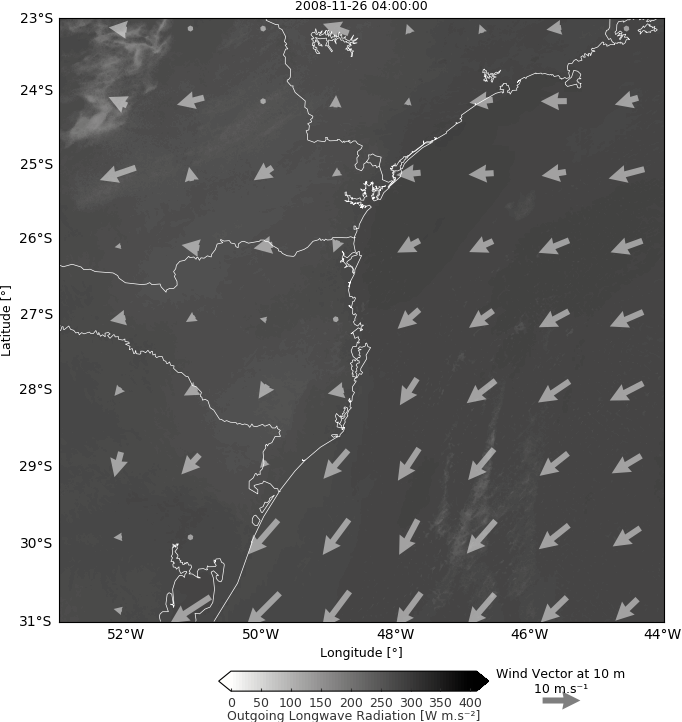 2008-11-26 04:00:00
23°S
24°S
25°S
26°S
27°S
28°S
29°S
30°S
31°S
Latitude [°]
52°W 50°W 48°W 46°W 44°W
Longitude [°]
0 50 100 150 200 250 300 350 400
Outgoing Longwave Radiation [W m.s⁻²]
Wind Vector at 10 m
10 m.s⁻¹